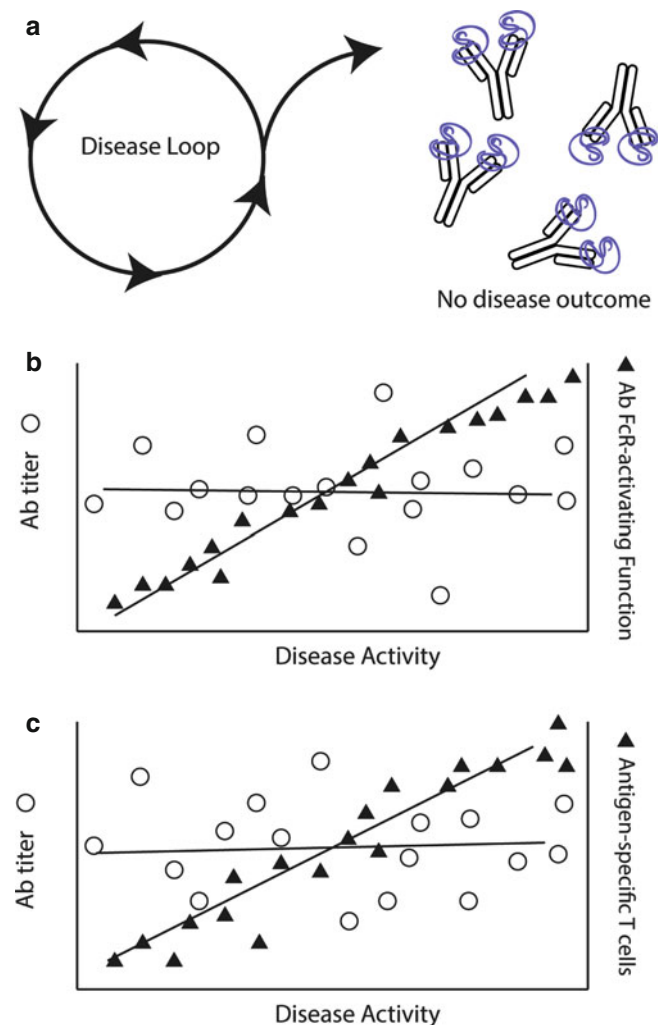 a
Disease Loop
No disease outcome
b
Ab titer
Disease Activity
Ab FcR-activating Function
c
Ab titer
Disease Activity
Antigen-specific T cells